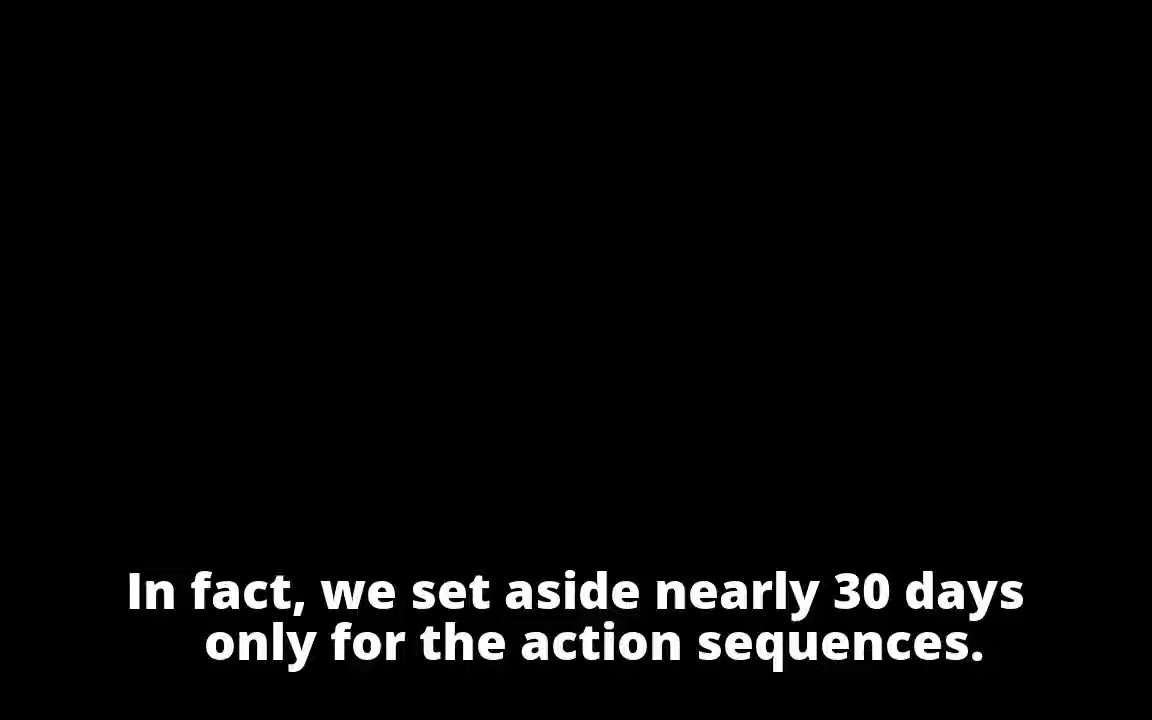 In fact, we set aside nearly 30 days
only for the action sequences.